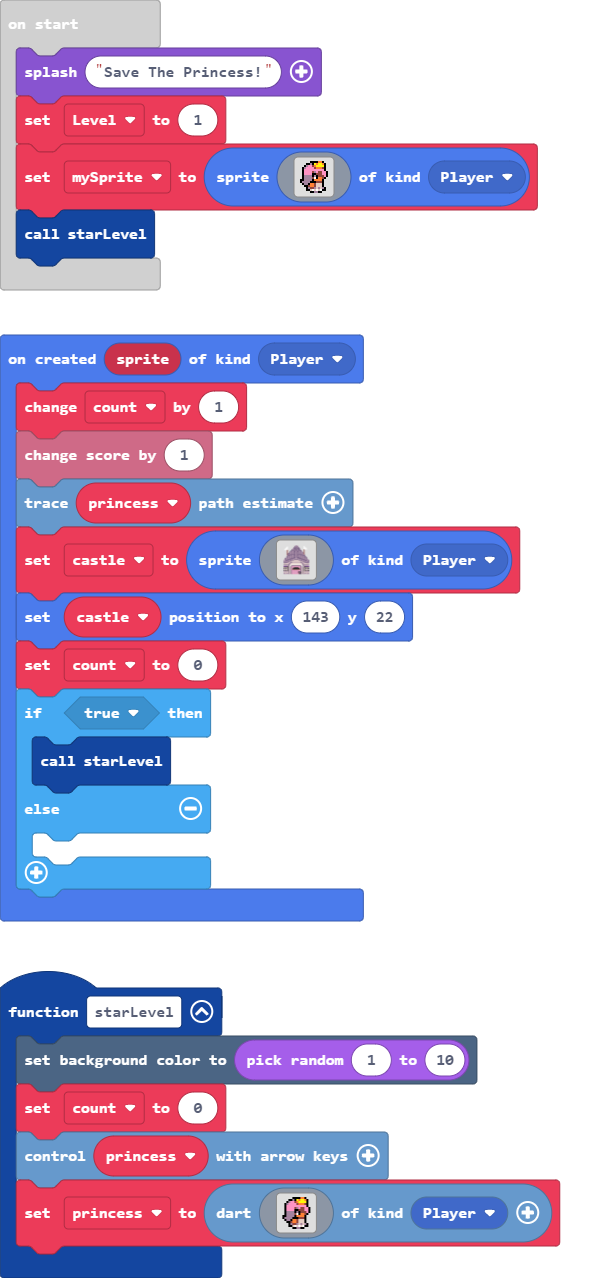 on start
splash "Save The Princess!"
set Level to 1
set mySprite to sprite of kind Player
call starLevel
on created sprite of kind Player
change count by 1
change score by 1
trace princess path estimate
set castle to sprite of kind Player
set castle position to x 143 y 22
set count to 0
if true then
call starLevel
else
function starLevel
set background color to pick random 1 to 10
set count to 0
control princess with arrow keys
set princess to dart of kind Player